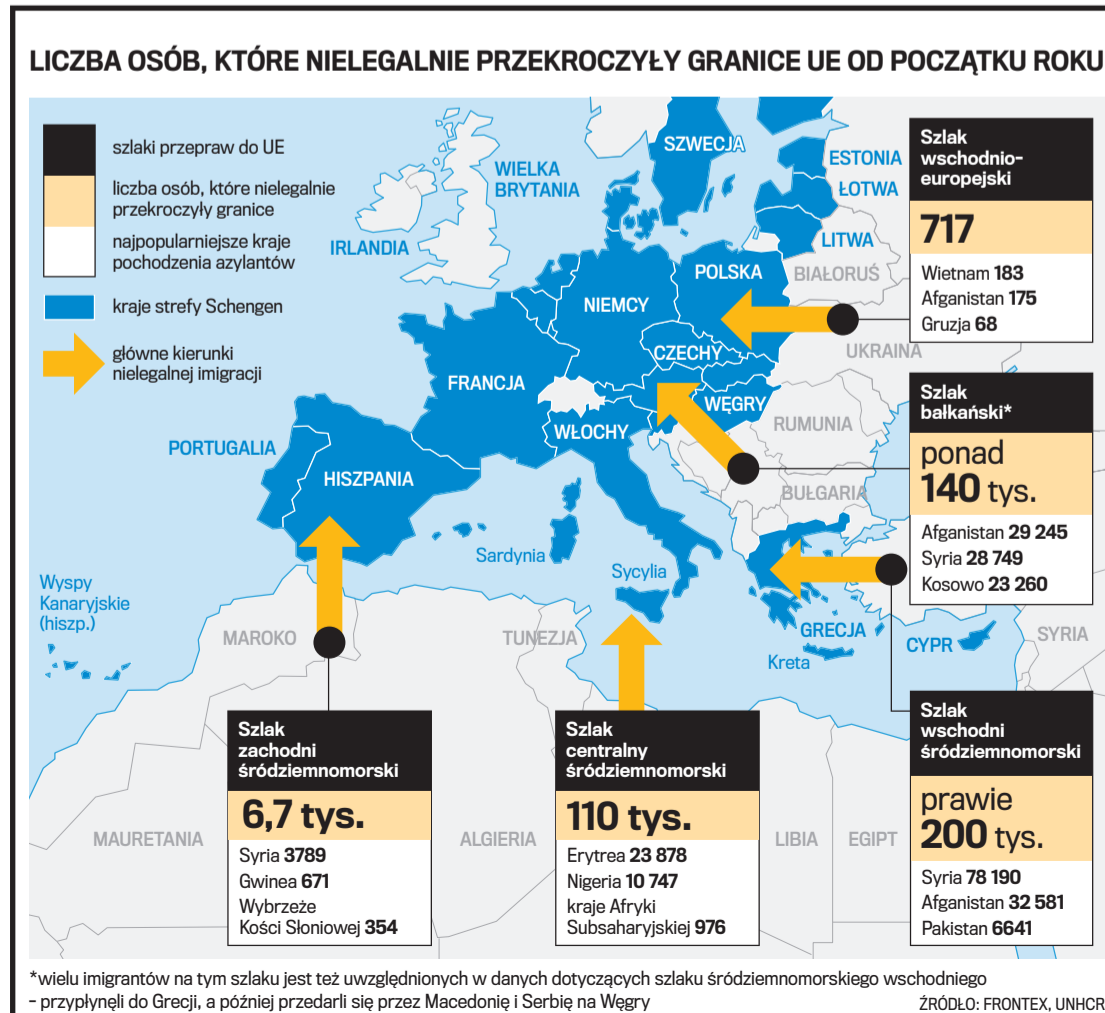 LICZBA OSÓB, KTÓRE NIELEGALNIE PRZEKROCZYŁY GRANICE UE OD POCZĄTKU ROKU
szlaki przepraw do UE
liczba osób, które nielegalnie
przekroczyły granice
najpopularniejsze kraje
pochodzenia azylantów
kraje strefy Schengen
główne kierunki
nielegalnej imigracji
SZWECJA
ESTONIA
ŁOTWA
LITWA
WIELKA
BRYTANIA
IRLANDIA
POLSKA
BIAŁORUŚ
NIEMCY
CZECHY
UKRAINA
FRANCJA
WĘGRY
WŁOCHY
RUMUNIA
PORTUGALIA
HISZPANIA
BUŁGARIA
Sardynia
Sycylia
Wyspy
Kanaryjskie
(hiszp.)
MAROKO
TUNEZJA
GRECJA
Kreta
CYPR
SYRIA
MAURETANIA
ALGIERIA
LIBIA
EGIPT
Szlak
wschodnio-
europejski
717
Wietnam 183
Afganistan 175
Gruzja 68
Szlak
bałkański*
ponad
140 tys.
Afganistan 29 245
Syria 28 749
Kosowo 23 260
Szlak
zachodni
śródziemnomorski
6,7 tys.
Syria 3789
Gwinea 671
Wybrzeże
Kości Słoniowej 354
Szlak
centralny
śródziemnomorski
110 tys.
Erytrea 23 878
Nigeria 10 747
kraje Afryki
Subsaharyjskiej 976
Szlak
wschodni
śródziemnomorski
prawie
200 tys.
Syria 78 190
Afganistan 32 581
Pakistan 6641
*wielu imigrantów na tym szlaku jest też uwzględnionych w danych dotyczących szlaku śródziemnomorskiego wschodniego
– przypłynęli do Grecji, a później przedarli się przez Macedonię i Serbię na Węgry
ŹRÓDŁO: FRONTEX, UNHCR